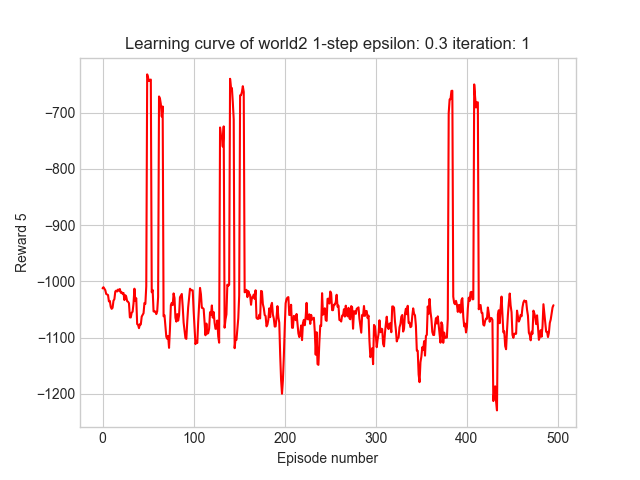 Learning curve of world2 1-step epsilon: 0.3 iteration: 1
Reward 5
−700
−800
−900
−1000
−1100
−1200
0 100 200 300 400 500
Episode number